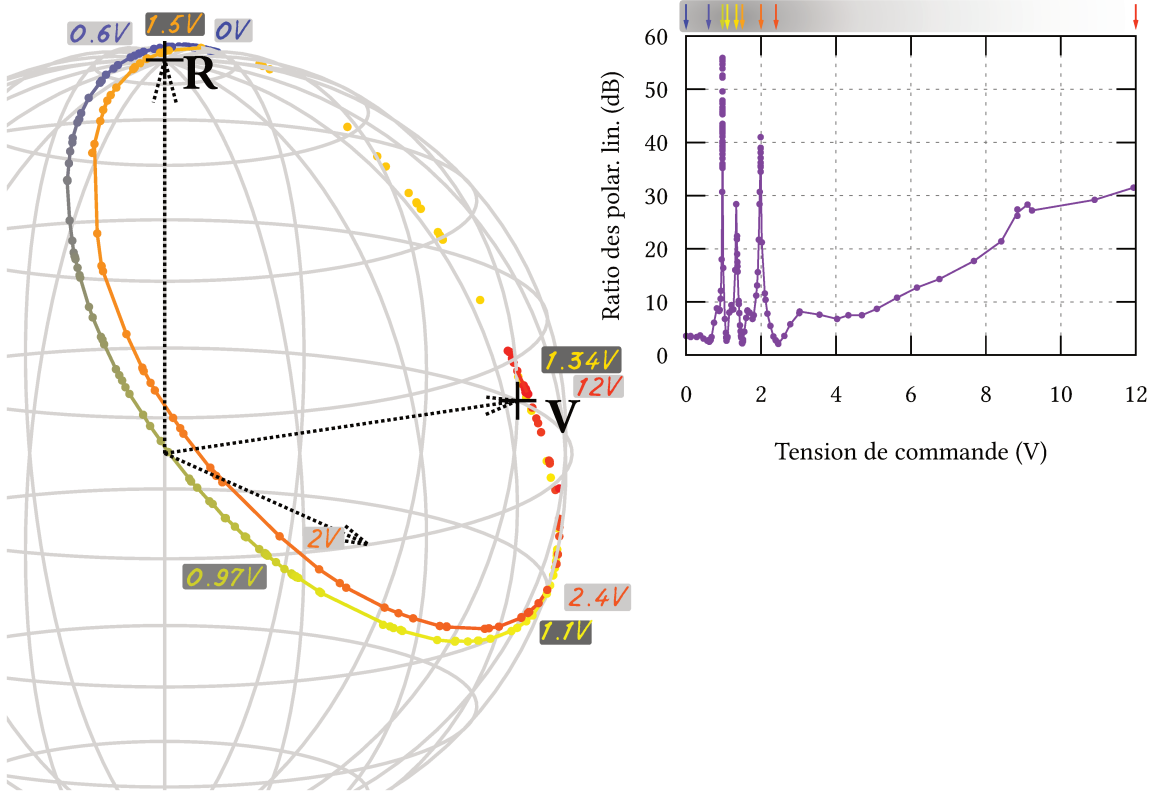 0.6V
1.5V
0V
R
1.34V
12V
V
2V
0.97V
2.4V
1.1V
Ratio des polar. lin. (dB)
60
50
40
30
20
10
0
0 2 4 6 8 10 12
Tension de commande (V)